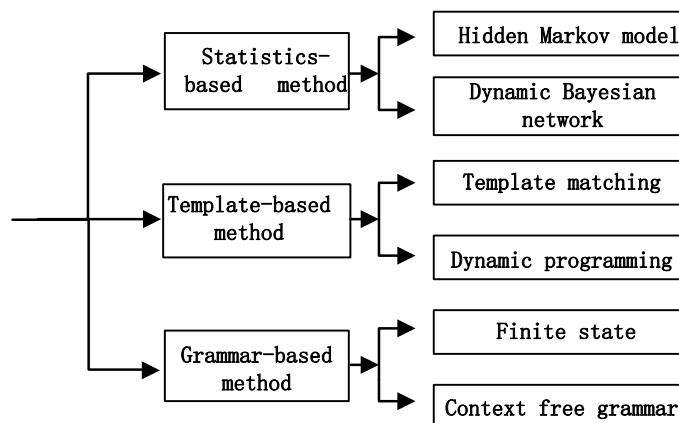 Statistics-
based method
Hidden Markov model
Dynamic Bayesian
network
Template-based
method
Template matching
Dynamic programming
Grammar-based
method
Finite state
Context free grammar